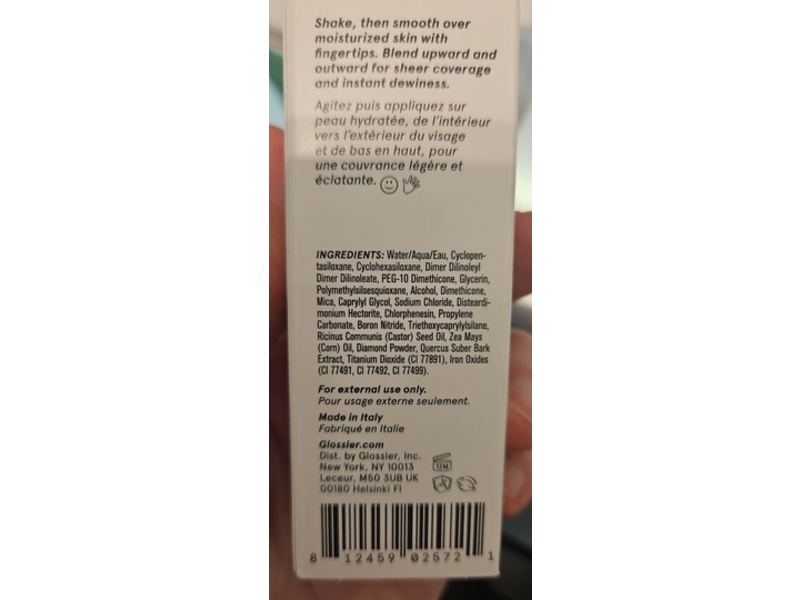 Shake, then smooth over
moisturized skin with
fingertips. Blend upward and
outward for sheer coverage
and instant dewiness.
Agitez puis appliquez sur
peau hydratée, de l'intérieur
vers l'extérieur du visage
et de bas en haut, pour
une couvrance légère et
éclatante.
INGREDIENTS: Water/Aqua/Eau, Cyclopen-
tasiloxane, Cyclohexasiloxane, Dimer Dilinoleyl
Dimer Dilinoleate, PEG-10 Dimethicone, Glycerin,
Polymethylsilsesquioxane, Alcohol, Dimethicone,
Mica, Caprylyl Glycol, Sodium Chloride, Disteardi-
monium Hectorite, Chlorphenesin, Propylene
Carbonate, Boron Nitride, Triethoxycaprylylsilane,
Ricinus Communis (Castor) Seed Oil, Zea Mays
(Corn) Oil, Diamond Powder, Quercus Suber Bark
Extract, Titanium Dioxide (CI 77891), Iron Oxides
(CI 77491, CI 77492, CI 77499).
For external use only.
Pour usage externe seulement.
Made in Italy
Fabriqué en Italie
Glossier.com
Dist. by Glossier, Inc.
New York, NY 10013
Leceur, M50 3UB UK
00180 Helsinki FI
12M
8 12459 02572 1